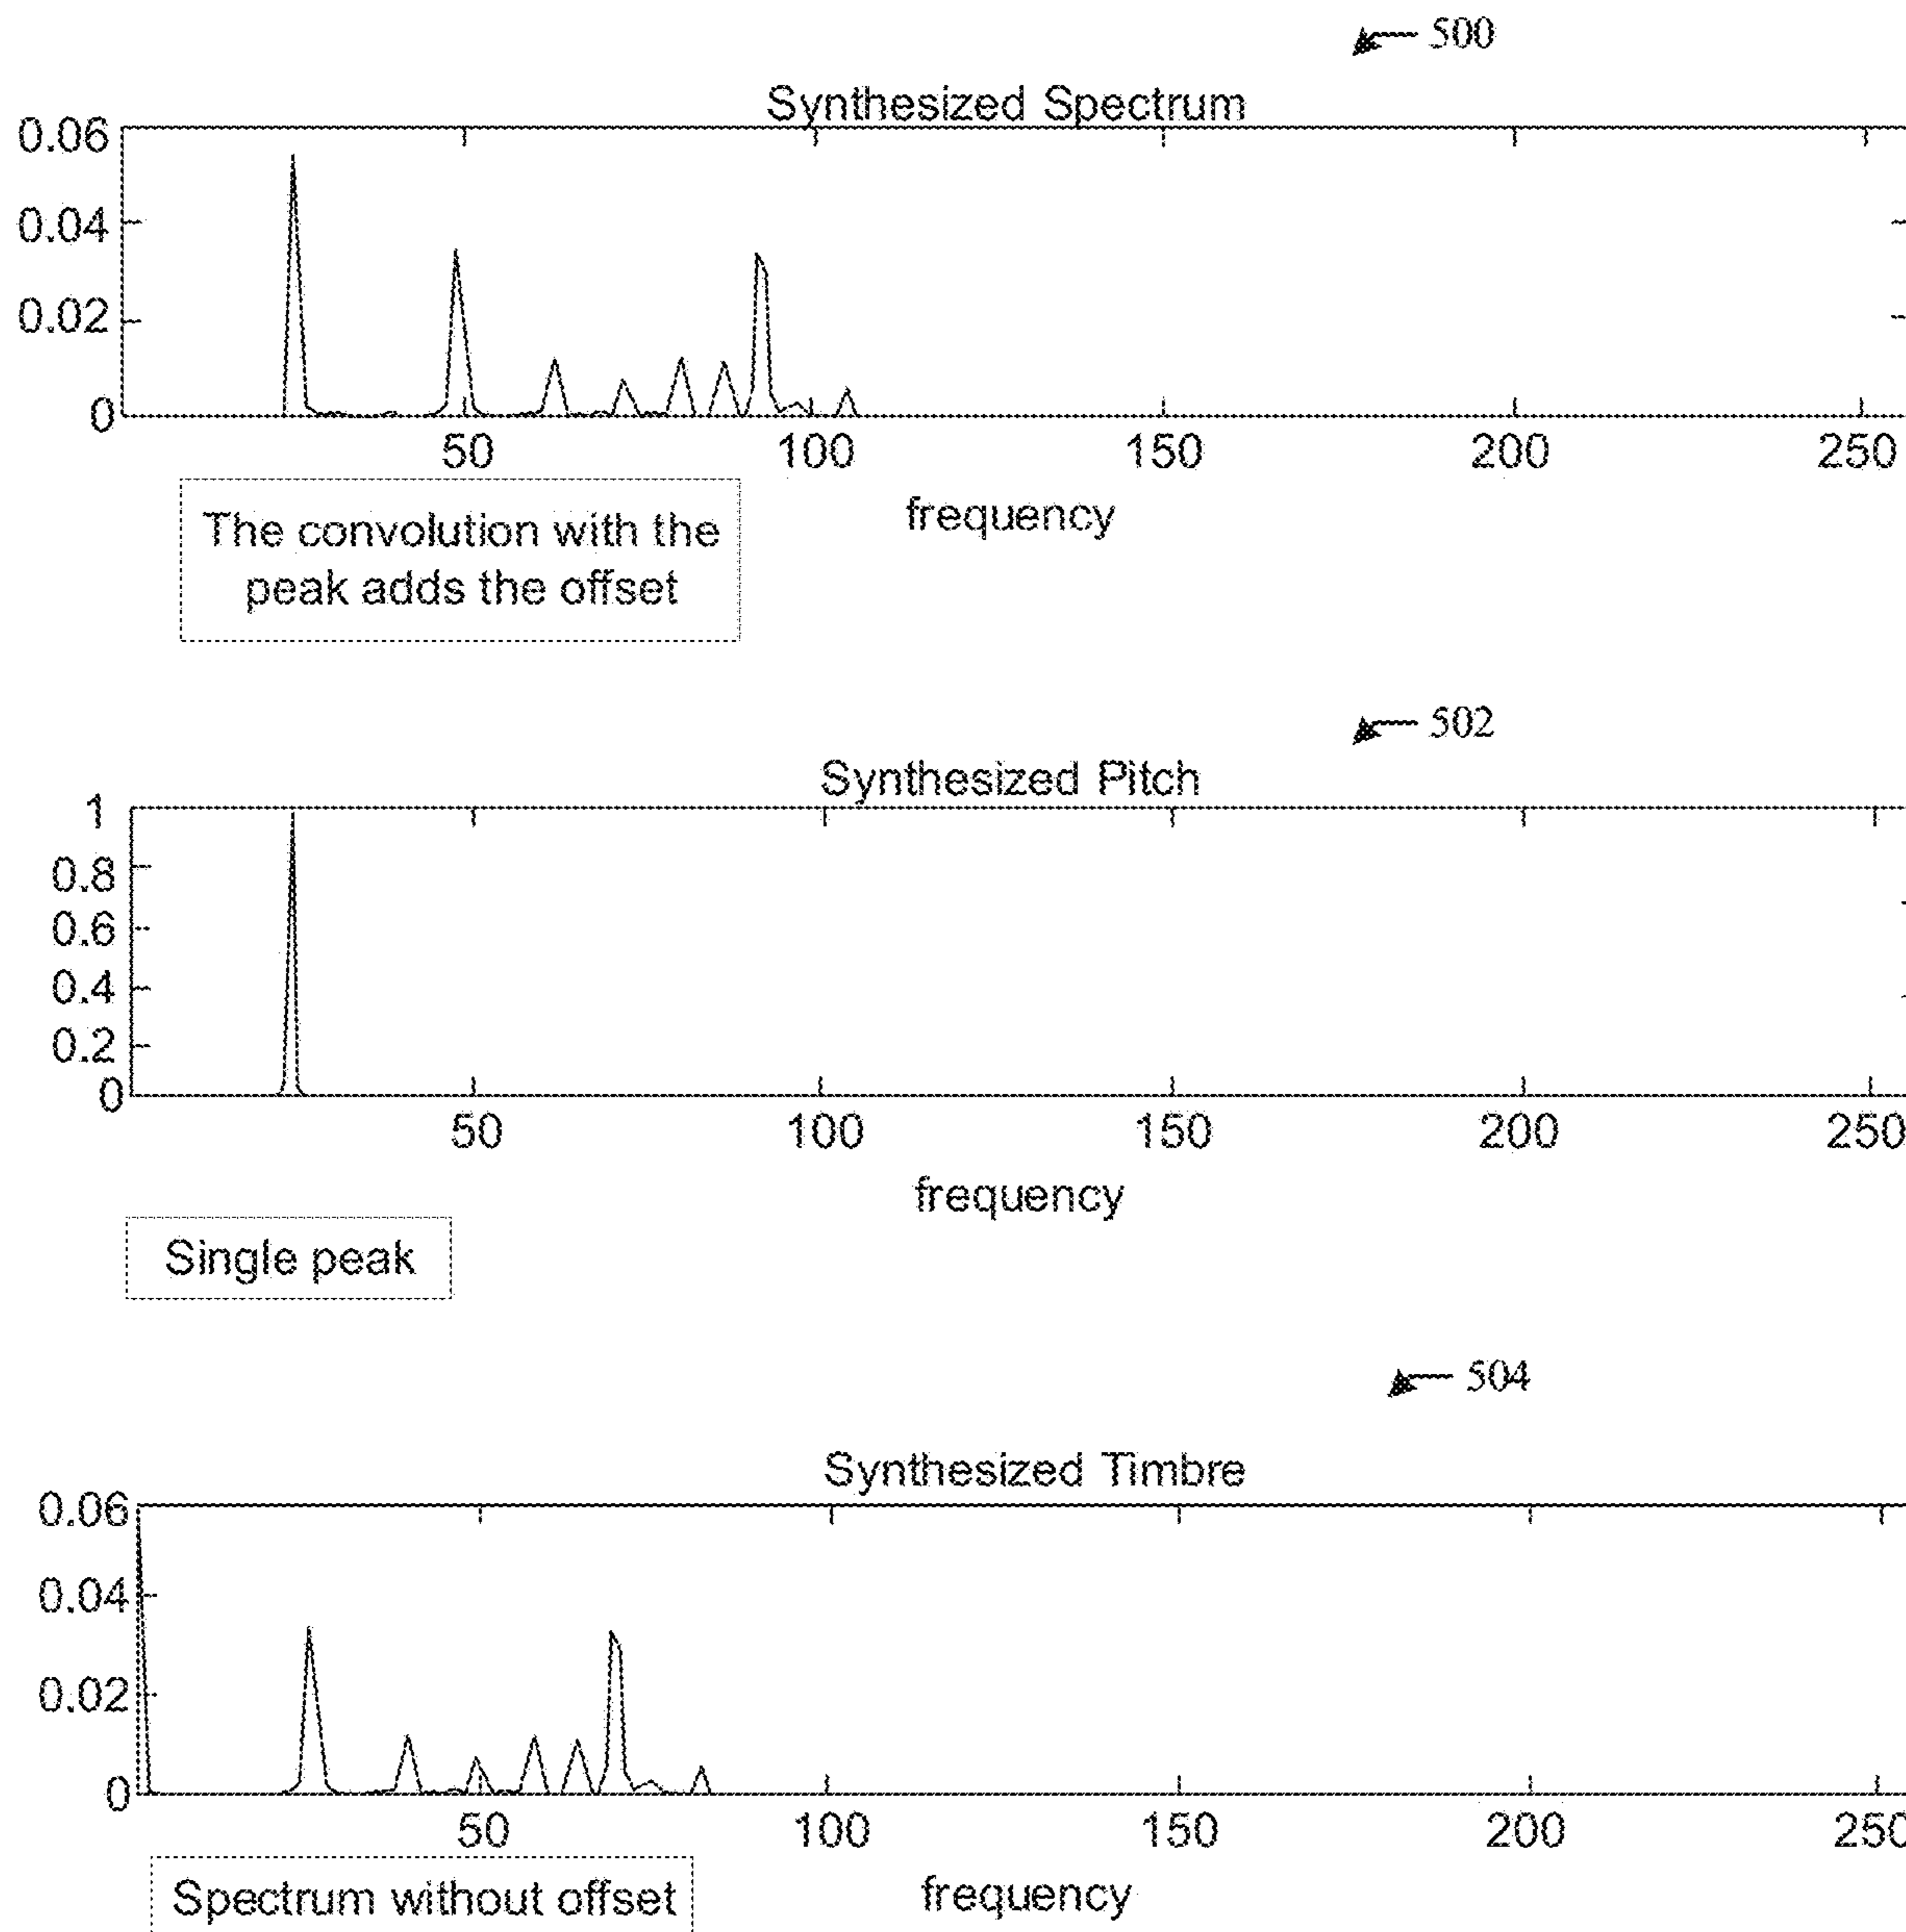 500
Synthesized Spectrum
0.06
0.04
0.02
0
50 100 150 200 250
frequency
The convolution with the
peak adds the offset
502
Synthesized Pitch
1
0.8
0.6
0.4
0.2
0
50 100 150 200 250
frequency
Single peak
504
Synthesized Timbre
0.06
0.04
0.02
0
50 100 150 200 250
frequency
Spectrum without offset